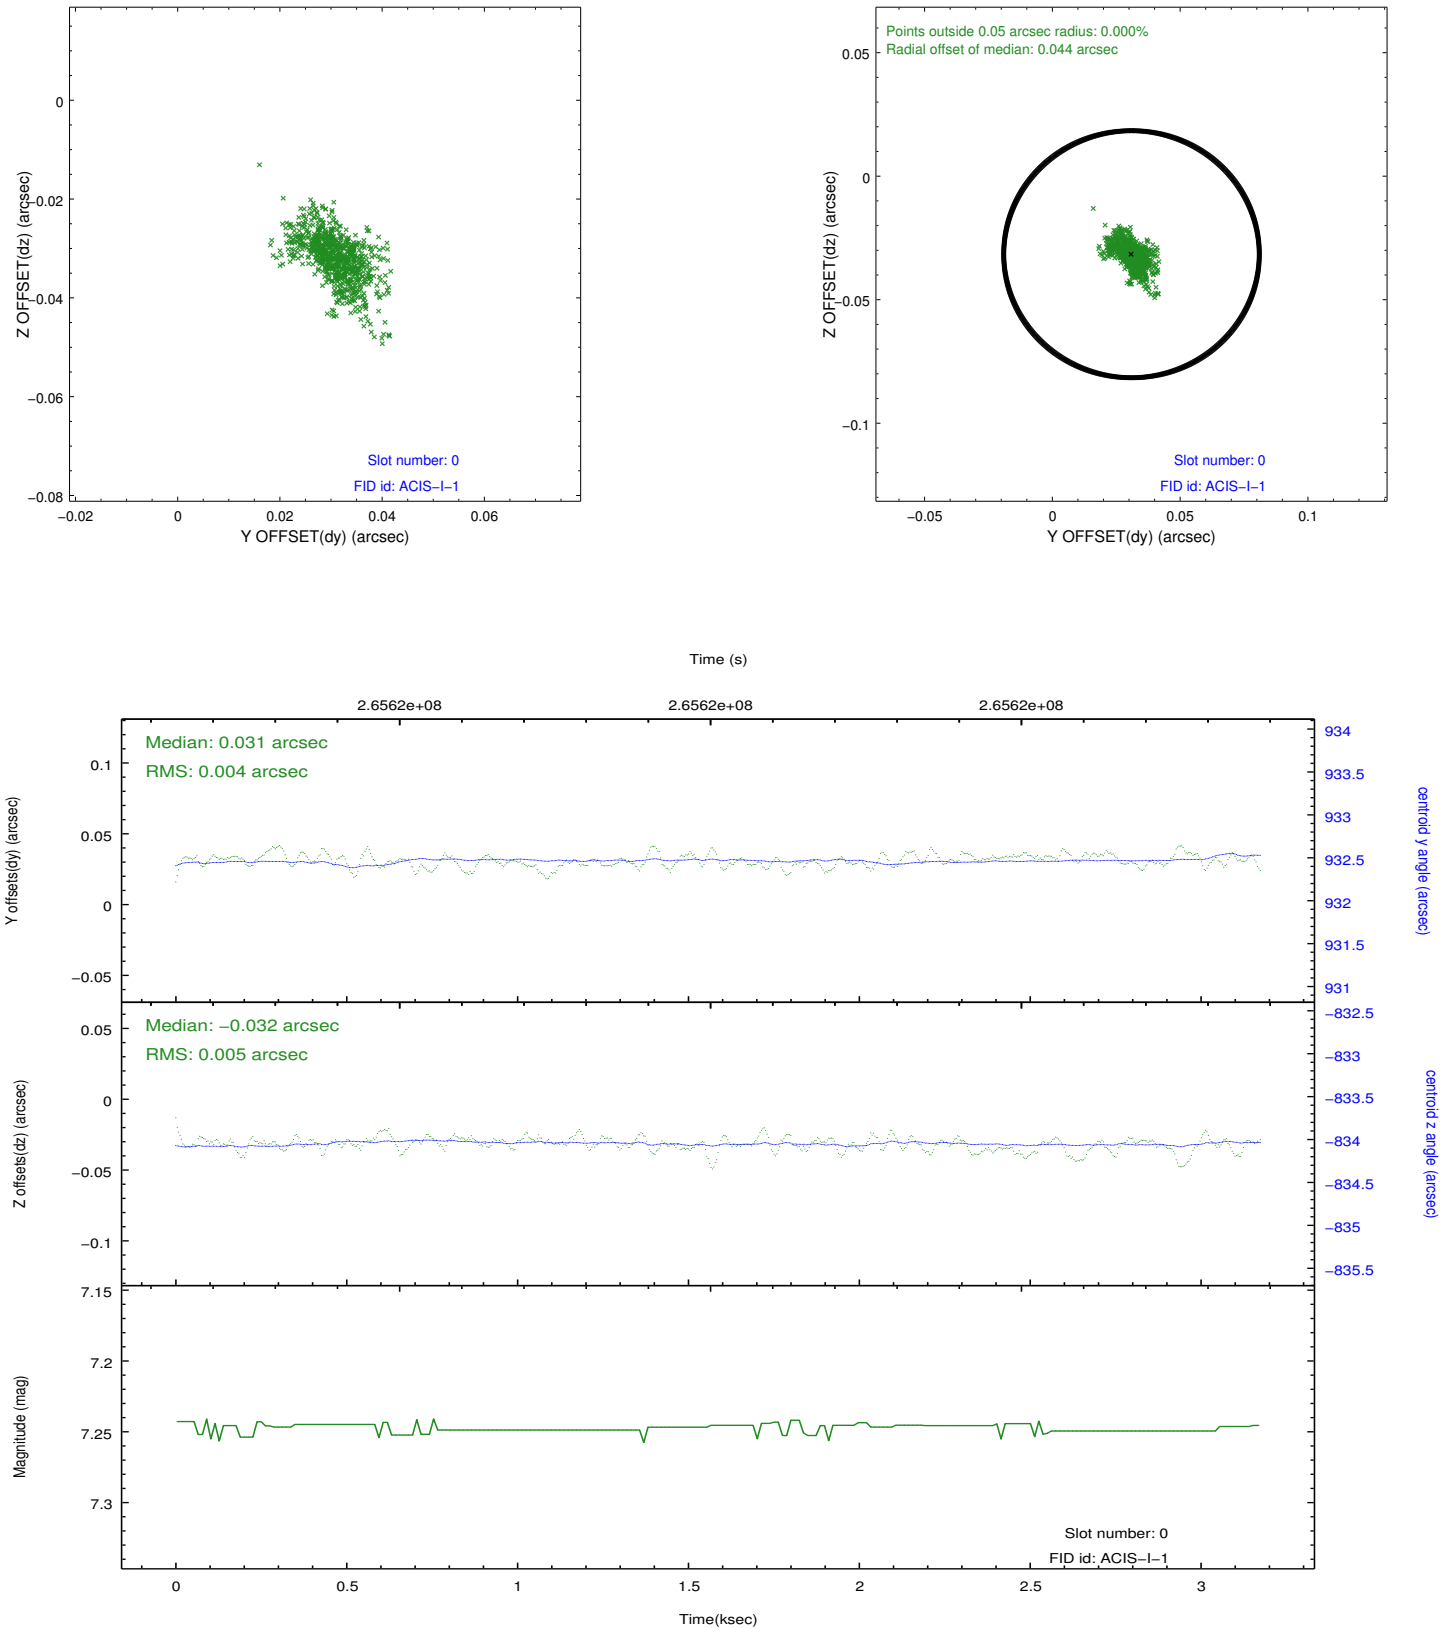 0
−0.02
−0.04
−0.06
−0.08
Z OFFSET(dz) (arcsec)
Slot number: 0
FID id: ACIS−I−1
−0.02
0
0.02
0.04
0.06
Y OFFSET(dy) (arcsec)
Points outside 0.05 arcsec radius: 0.000%
Radial offset of median: 0.044 arcsec
0.05
0
−0.05
−0.1
Z OFFSET(dz) (arcsec)
Slot number: 0
FID id: ACIS−I−1
−0.05
0
0.05
0.1
Y OFFSET(dy) (arcsec)
Time (s)
2.6562e+08
2.6562e+08
2.6562e+08
Median: 0.031 arcsec
RMS: 0.004 arcsec
0.1
0.05
0
−0.05
Y offsets(dy) (arcsec)
934
933.5
933
932.5
932
931.5
931
centroid y angle (arcsec)
Median: −0.032 arcsec
RMS: 0.005 arcsec
0.05
0
−0.05
−0.1
Z offsets(dz) (arcsec)
−832.5
−833
−833.5
−834
−834.5
−835
−835.5
centroid z angle (arcsec)
7.15
7.2
7.25
7.3
Magnitude (mag)
Slot number: 0
FID id: ACIS−I−1
0
0.5
1
1.5
2
2.5
3
Time(ksec)